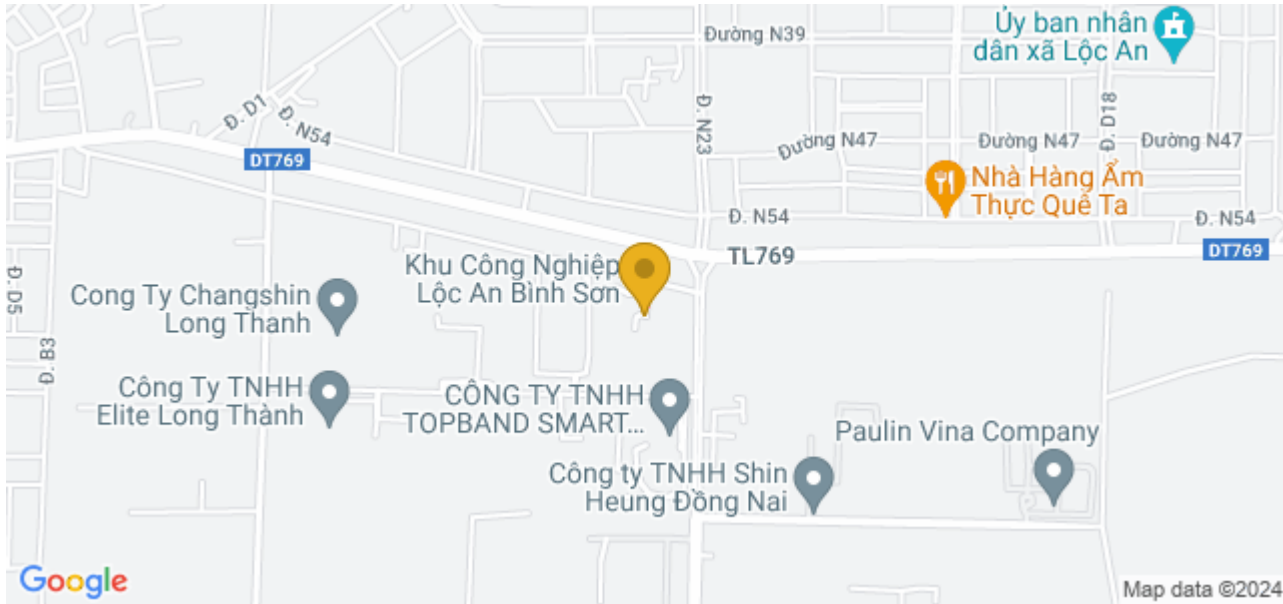 Đường N39
Ủy ban nhân
dân xã Lộc An
Đ. D1
Đ. N54
Đ. N23
Đ. D18
Đường N47
Đường N47
Đường N47
DT769
Nhà Hàng Ẩm
Thực Quê Ta
Đ. N54
Đ. N54
TL769
DT769
Khu Công Nghiệp
Lộc An Bình Sơn
Đ. D5
Cong Ty Changshin
Long Thanh
Đ. B3
Công Ty TNHH
Elite Long Thành
CÔNG TY TNHH
TOPBAND SMART...
Paulin Vina Company
Công ty TNHH Shin
Heung Đồng Nai
Google
Map data ©2024